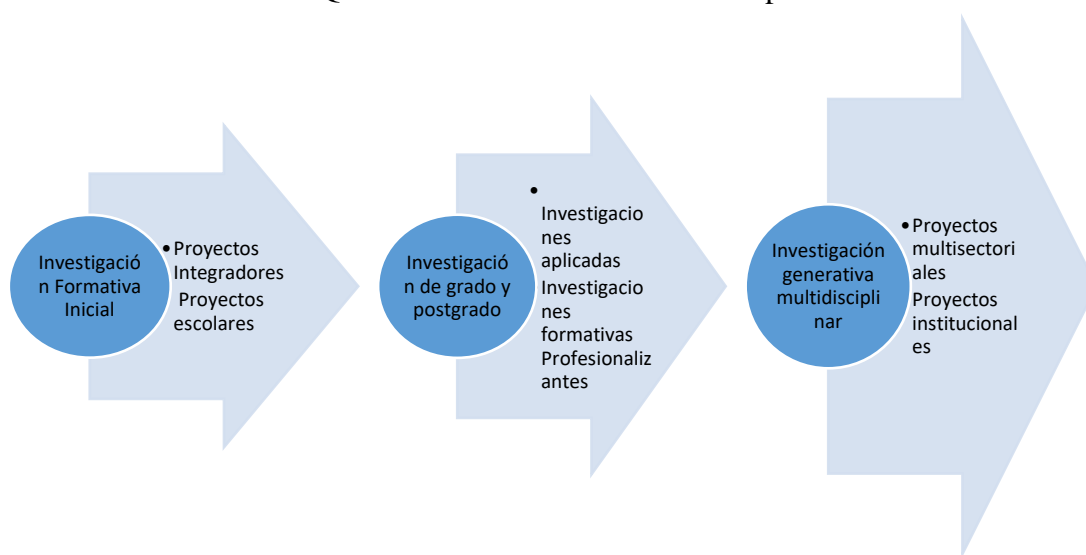 Investigació
n Formativa
Inicial
•Proyectos
Integradores
Proyectos
escolares
Investigació
n de grado y
postgrado
•
Investigacio
nes
aplicadas
Investigacio
nes
formativas
Profesionaliz
antes
Investigación
generativa
multidiscipli
nar
•Proyectos
multisectori
ales
Proyectos
institucional
es